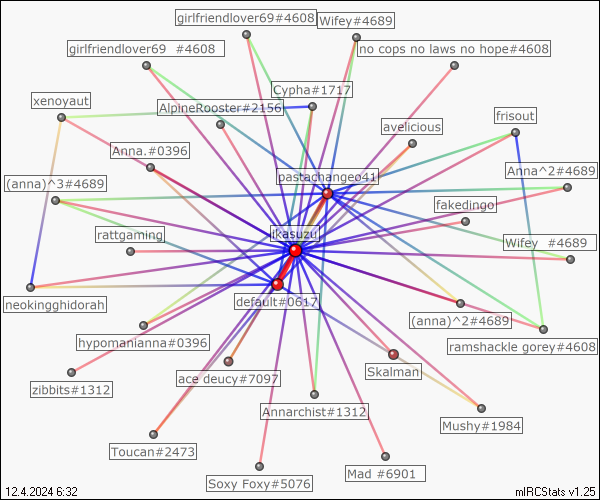 girlfriendlover69#4608
Wifey#4689
girlfriendlover69 #4608
no cops no laws no hope#4608
Cypha#1717
xenoyaut
AlpineRooster#2156
frisout
avelicious
Anna.#0396
pastachangeo41
Anna^2#4689
(anna)^3#4689
fakedingo
rattgaming
ikasuzu
Wifey #4689
default#0617
neokingghidorah
(anna)^2#4689
hypomanianna#0396
ramshackle gorey#4608
Skalman
ace deucy#7097
zibbits#1312
Annarchist#1312
Mushy#1984
Toucan#2473
Mad #6901
Soxy Foxy#5076
12.4.2024 6:32
mIRCStats v1.25